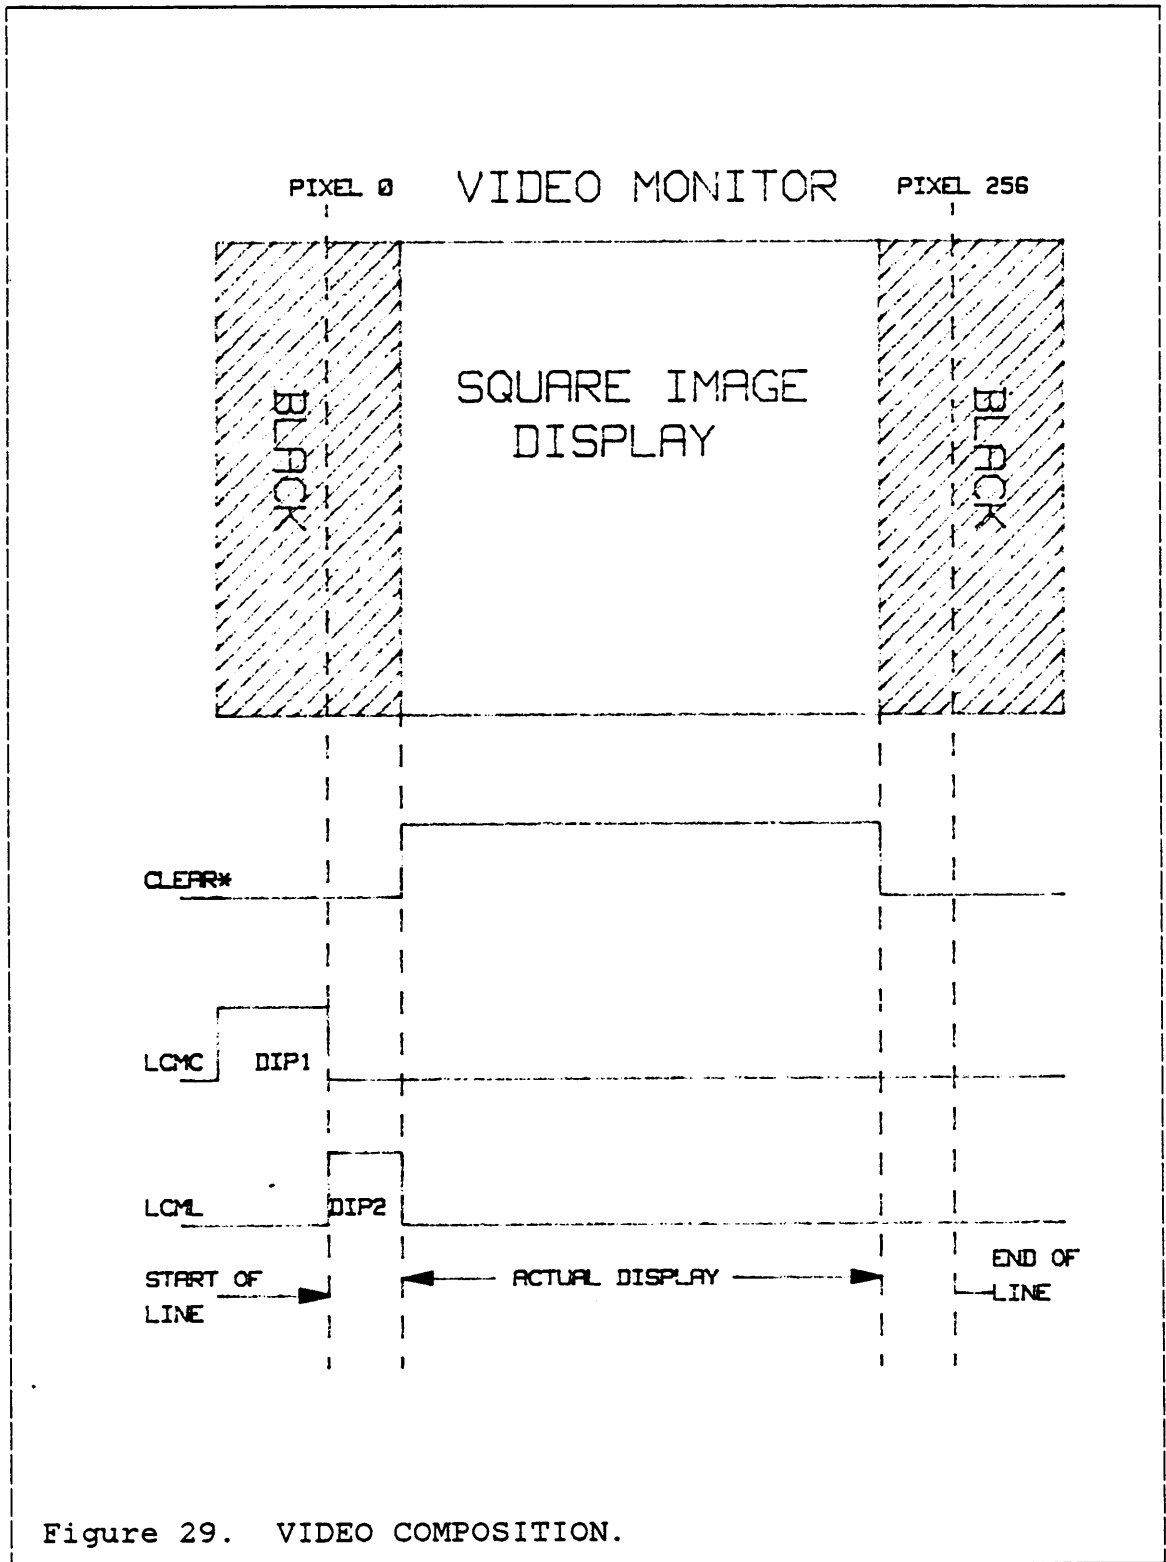 PIXEL 0 VIDEO MONITOR PIXEL 256
BLACK
SQUARE IMAGE
DISPLAY
BLACK
CLEAR*
LCMC DIP1
LCML DIP2
START OF
LINE
ACTUAL DISPLAY
END OF
LINE
Figure 29. VIDEO COMPOSITION.